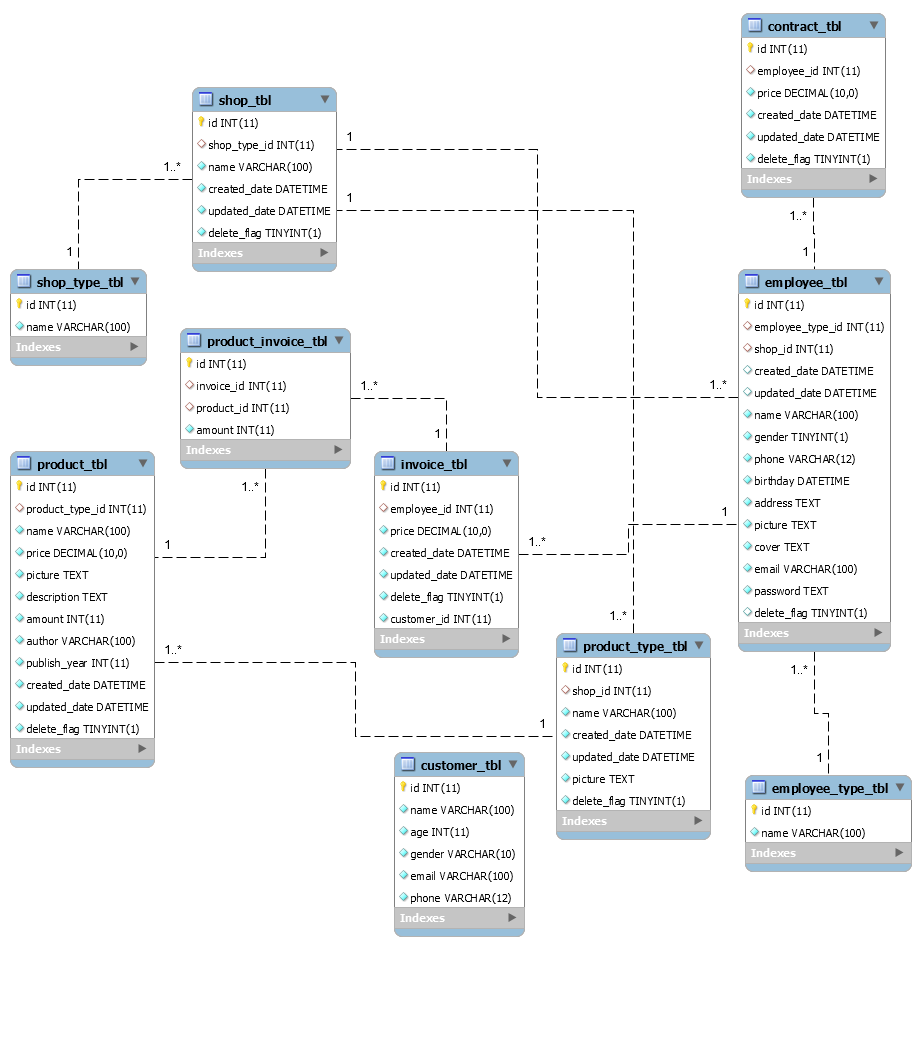 contract_tbl
id INT(11)
employee_id INT(11)
price DECIMAL(10,0)
created_date DATETIME
updated_date DATETIME
delete_flag TINYINT(1)
Indexes
shop_tbl
id INT(11)
shop_type_id INT(11)
name VARCHAR(100)
created_date DATETIME
updated_date DATETIME
delete_flag TINYINT(1)
Indexes
1
1
1..*
1
1..*
1
shop_type_tbl
id INT(11)
name VARCHAR(100)
Indexes
employee_tbl
id INT(11)
employee_type_id INT(11)
shop_id INT(11)
created_date DATETIME
updated_date DATETIME
name VARCHAR(100)
gender TINYINT(1)
phone VARCHAR(12)
birthday DATETIME
address TEXT
picture TEXT
cover TEXT
email VARCHAR(100)
password TEXT
delete_flag TINYINT(1)
Indexes
product_invoice_tbl
id INT(11)
invoice_id INT(11)
product_id INT(11)
amount INT(11)
Indexes
1..*
1
1..*
1..*
1
product_tbl
id INT(11)
product_type_id INT(11)
name VARCHAR(100)
price DECIMAL(10,0)
picture TEXT
description TEXT
amount INT(11)
author VARCHAR(100)
publish_year INT(11)
created_date DATETIME
updated_date DATETIME
delete_flag TINYINT(1)
Indexes
invoice_tbl
id INT(11)
employee_id INT(11)
price DECIMAL(10,0)
created_date DATETIME
updated_date DATETIME
delete_flag TINYINT(1)
customer_id INT(11)
Indexes
1
1..*
1..*
1..*
1
product_type_tbl
id INT(11)
shop_id INT(11)
name VARCHAR(100)
created_date DATETIME
updated_date DATETIME
picture TEXT
delete_flag TINYINT(1)
Indexes
1..*
1
customer_tbl
id INT(11)
name VARCHAR(100)
age INT(11)
gender VARCHAR(10)
email VARCHAR(100)
phone VARCHAR(12)
Indexes
employee_type_tbl
id INT(11)
name VARCHAR(100)
Indexes